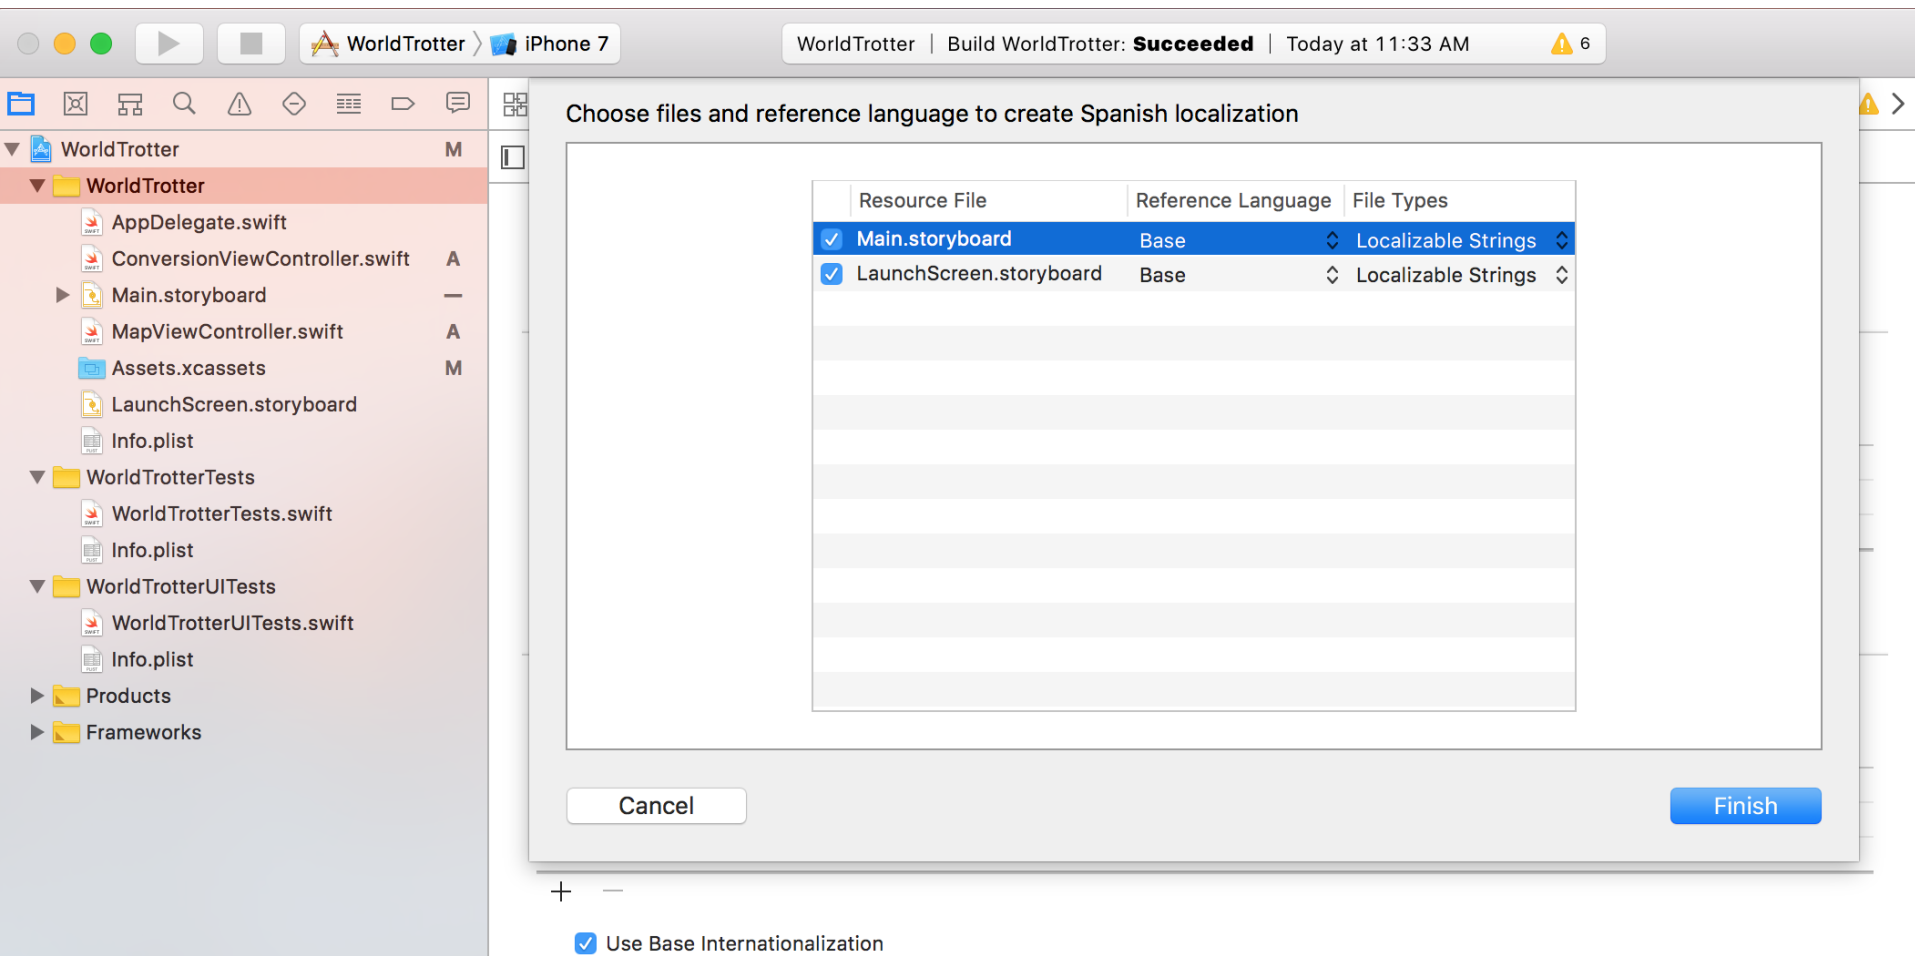 WorldTrotter
iPhone 7
WorldTrotter | Build WorldTrotter: Succeeded | Today at 11:33 AM
6
WorldTrotter M
WorldTrotter
AppDelegate.swift
ConversionViewController.swift A
Main.storyboard
MapViewController.swift A
Assets.xcassets M
LaunchScreen.storyboard
Info.plist
WorldTrotterTests
WorldTrotterTests.swift
Info.plist
WorldTrotterUITests
WorldTrotterUITests.swift
Info.plist
Products
Frameworks
Choose files and reference language to create Spanish localization
Resource File Reference Language File Types
Main.storyboard Base Localizable Strings
LaunchScreen.storyboard Base Localizable Strings
Cancel
Finish
Use Base Internationalization